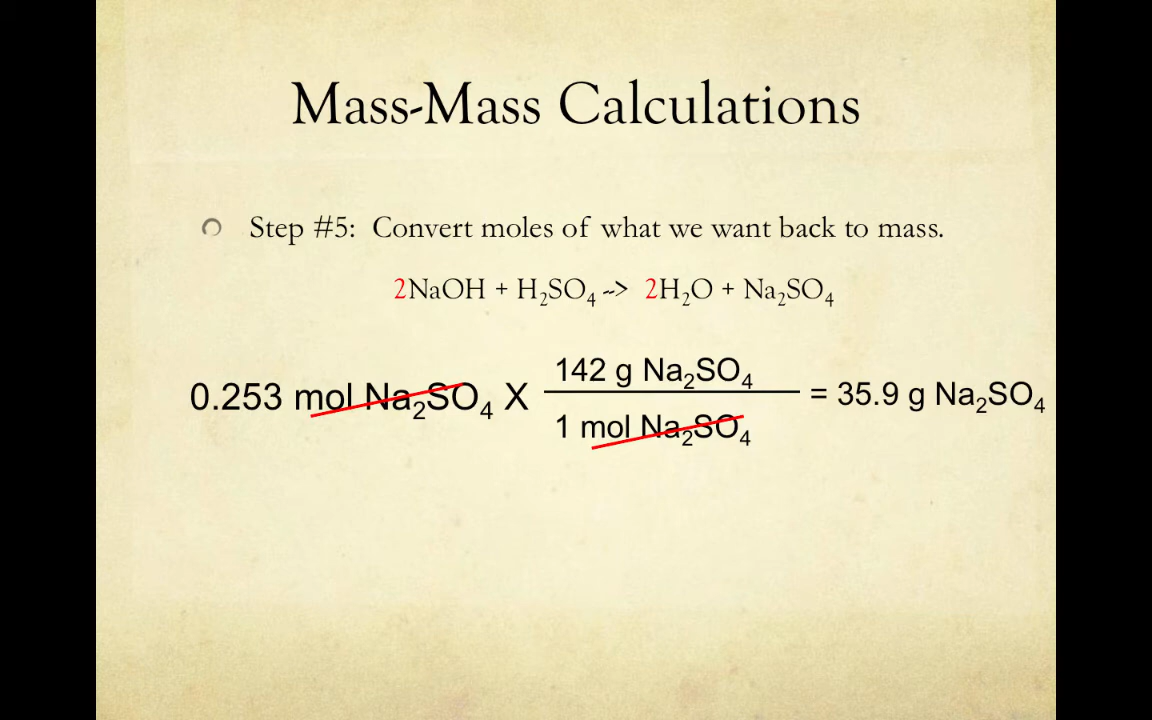 Mass-Mass Calculations
Step #5: Convert moles of what we want back to mass.
2NaOH + H₂SO₄ --> 2H₂O + Na₂SO₄
142 g Na₂SO₄
0.253 mol Na₂SO₄ X = 35.9 g Na₂SO₄
1 mol Na₂SO₄